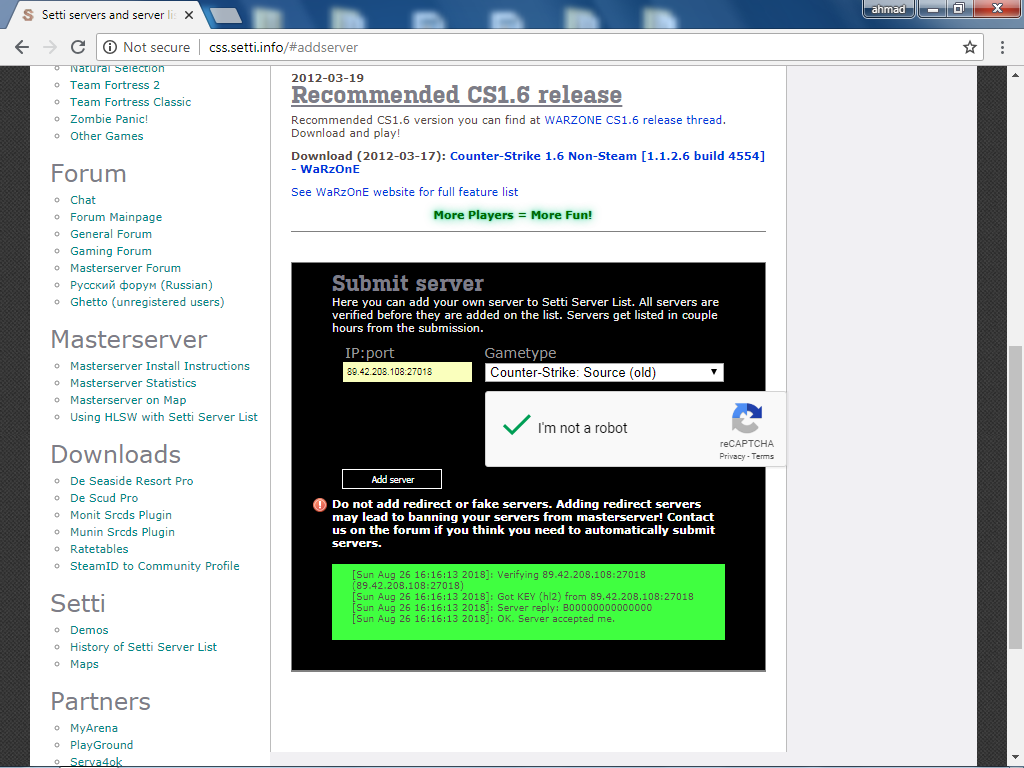 Setti servers and server li
ahmad
Not secure
css.setti.info/#addserver
Natural Selection
Team Fortress 2
Team Fortress Classic
Zombie Panic!
Other Games
Forum
Chat
Forum Mainpage
General Forum
Gaming Forum
Masterserver Forum
Русский форум (Russian)
Ghetto (unregistered users)
Masterserver
Masterserver Install Instructions
Masterserver Statistics
Masterserver on Map
Using HLSW with Setti Server List
Downloads
De Seaside Resort Pro
De Scud Pro
Monit Srcds Plugin
Munin Srcds Plugin
Ratetables
SteamID to Community Profile
Setti
Demos
History of Setti Server List
Maps
Partners
MyArena
PlayGround
Serva4ok
2012-03-19
Recommended CS1.6 release
Recommended CS1.6 version you can find at WARZONE CS1.6 release thread.
Download and play!
Download (2012-03-17): Counter-Strike 1.6 Non-Steam [1.1.2.6 build 4554]
- WaRzOnE
See WaRzOnE website for full feature list
More Players = More Fun!
Submit server
Here you can add your own server to Setti Server List. All servers are
verified before they are added on the list. Servers get listed in couple
hours from the submission.
IP:port
Gametype
89.42.208.108:27018
Counter-Strike: Source (old)
I'm not a robot
reCAPTCHA
Privacy - Terms
Add server
Do not add redirect or fake servers. Adding redirect servers
may lead to banning your servers from masterserver! Contact
us on the forum if you think you need to automatically submit
servers.
[Sun Aug 26 16:16:13 2018]: Verifying 89.42.208.108:27018
(89.42.208.108:27018)
[Sun Aug 26 16:16:13 2018]: Got KEY (hl2) from 89.42.208.108:27018
[Sun Aug 26 16:16:13 2018]: Server reply: B00000000000000
[Sun Aug 26 16:16:13 2018]: OK. Server accepted me.